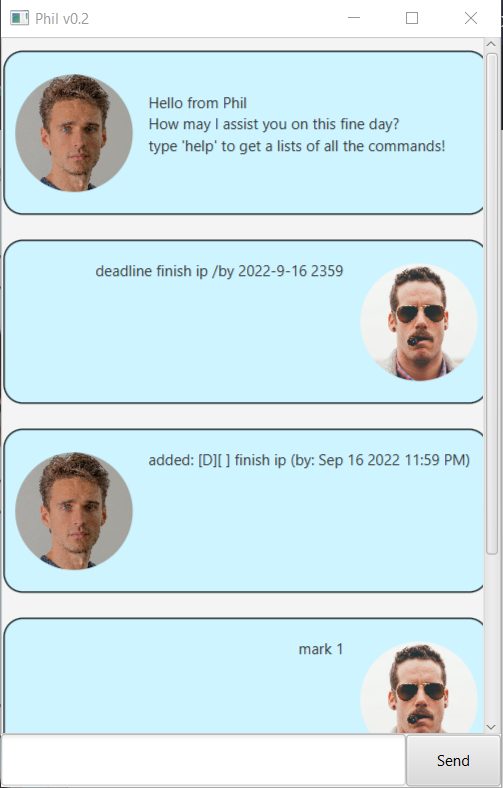 Phil v0.2
Hello from Phil
How may I assist you on this fine day?
type 'help' to get a lists of all the commands!
deadline finish ip /by 2022-9-16 2359
added: [D][ ] finish ip (by: Sep 16 2022 11:59 PM)
mark 1
Send